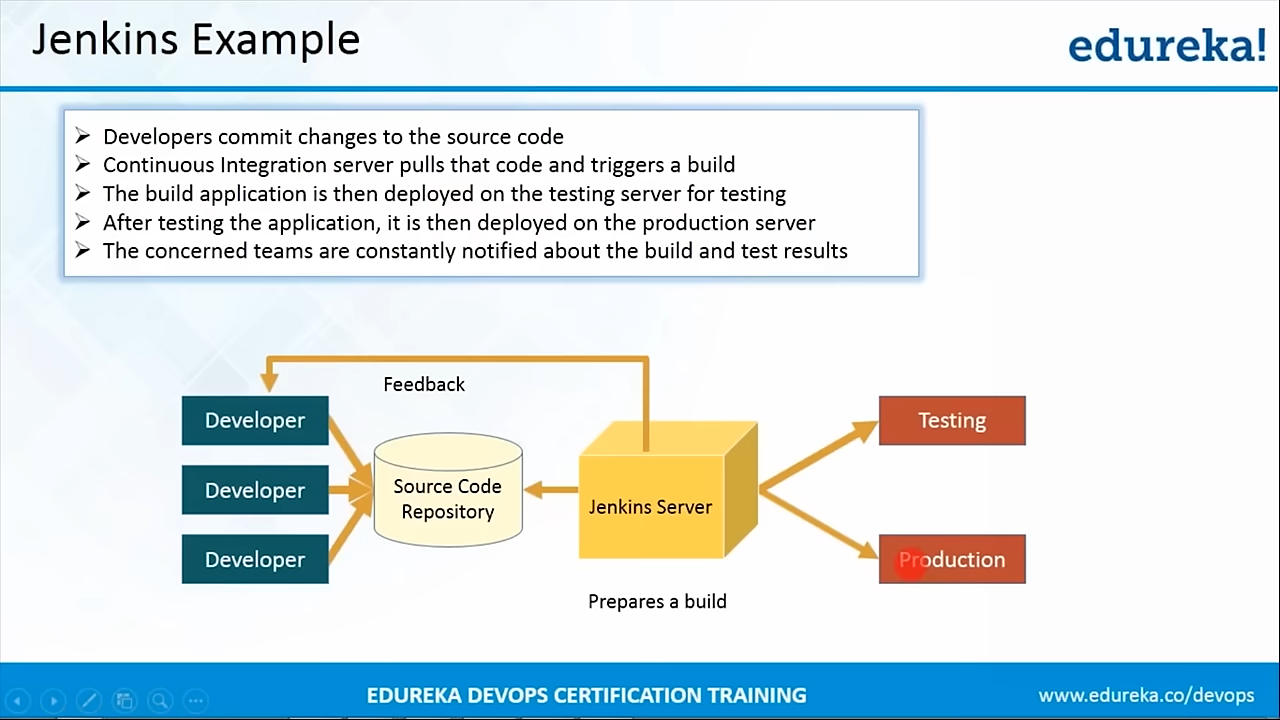 Jenkins Example
edureka!
Developers commit changes to the source code
Continuous Integration server pulls that code and triggers a build
The build application is then deployed on the testing server for testing
After testing the application, it is then deployed on the production server
The concerned teams are constantly notified about the build and test results
Feedback
Developer
Developer
Developer
Source Code
Repository
Jenkins Server
Prepares a build
Testing
Production
EDUREKA DEVOPS CERTIFICATION TRAINING
www.edureka.co/devops